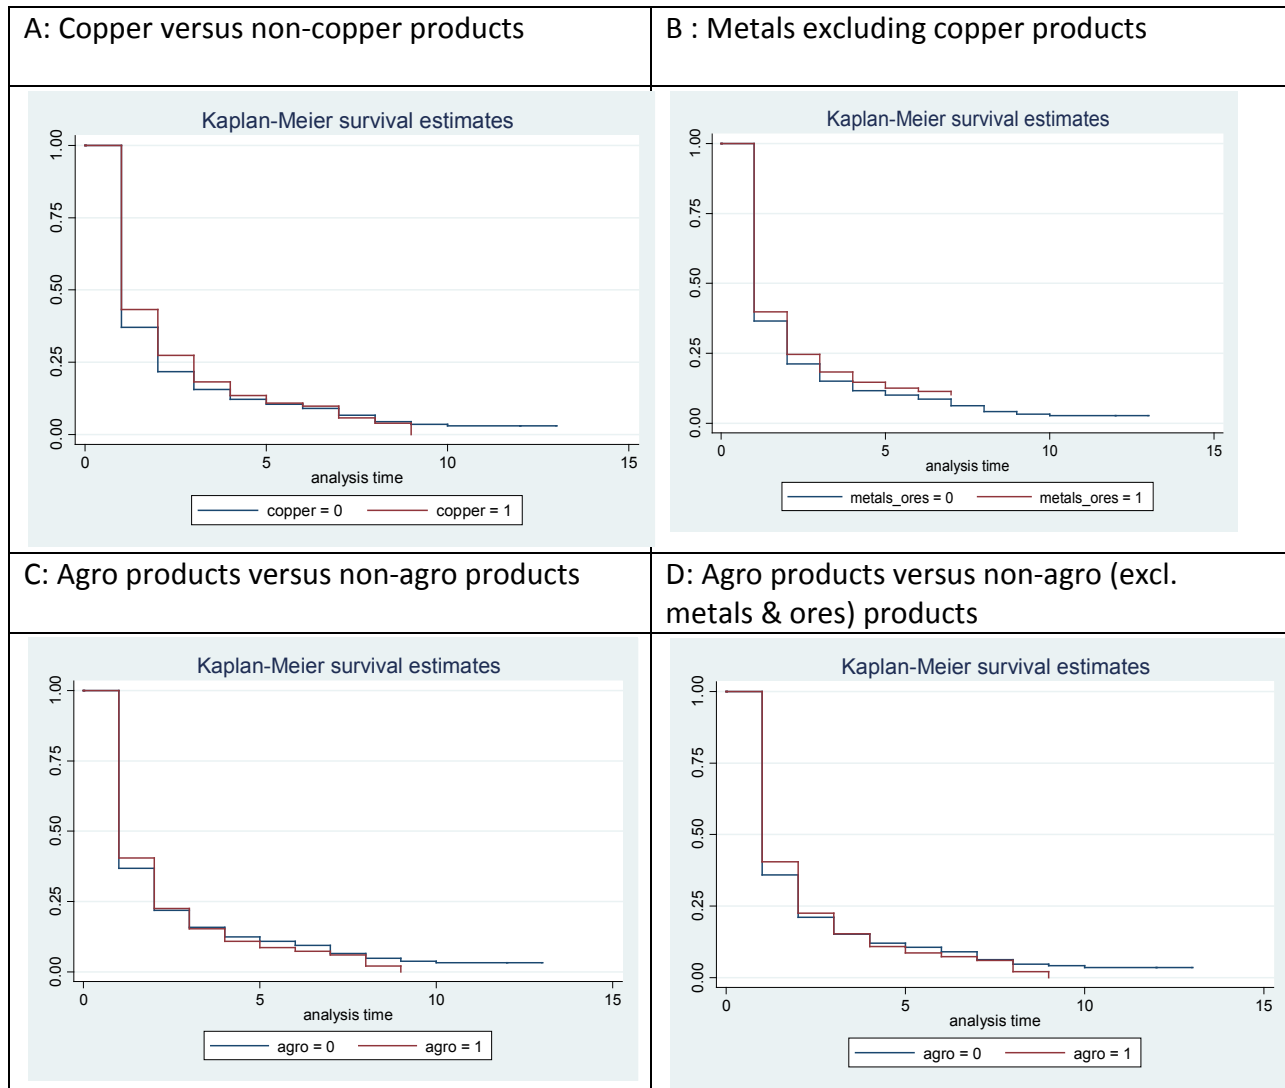 A: Copper versus non-copper products
B : Metals excluding copper products
Kaplan-Meier survival estimates
1.00
0.75
0.50
0.25
0.00
0 5 10 15
analysis time
copper = 0 copper = 1
Kaplan-Meier survival estimates
1.00
0.75
0.50
0.25
0.00
0 5 10 15
analysis time
metals_ores = 0 metals_ores = 1
C: Agro products versus non-agro products
D: Agro products versus non-agro (excl.
metals & ores) products
Kaplan-Meier survival estimates
1.00
0.75
0.50
0.25
0.00
0 5 10 15
analysis time
agro = 0 agro = 1
Kaplan-Meier survival estimates
1.00
0.75
0.50
0.25
0.00
0 5 10 15
analysis time
agro = 0 agro = 1